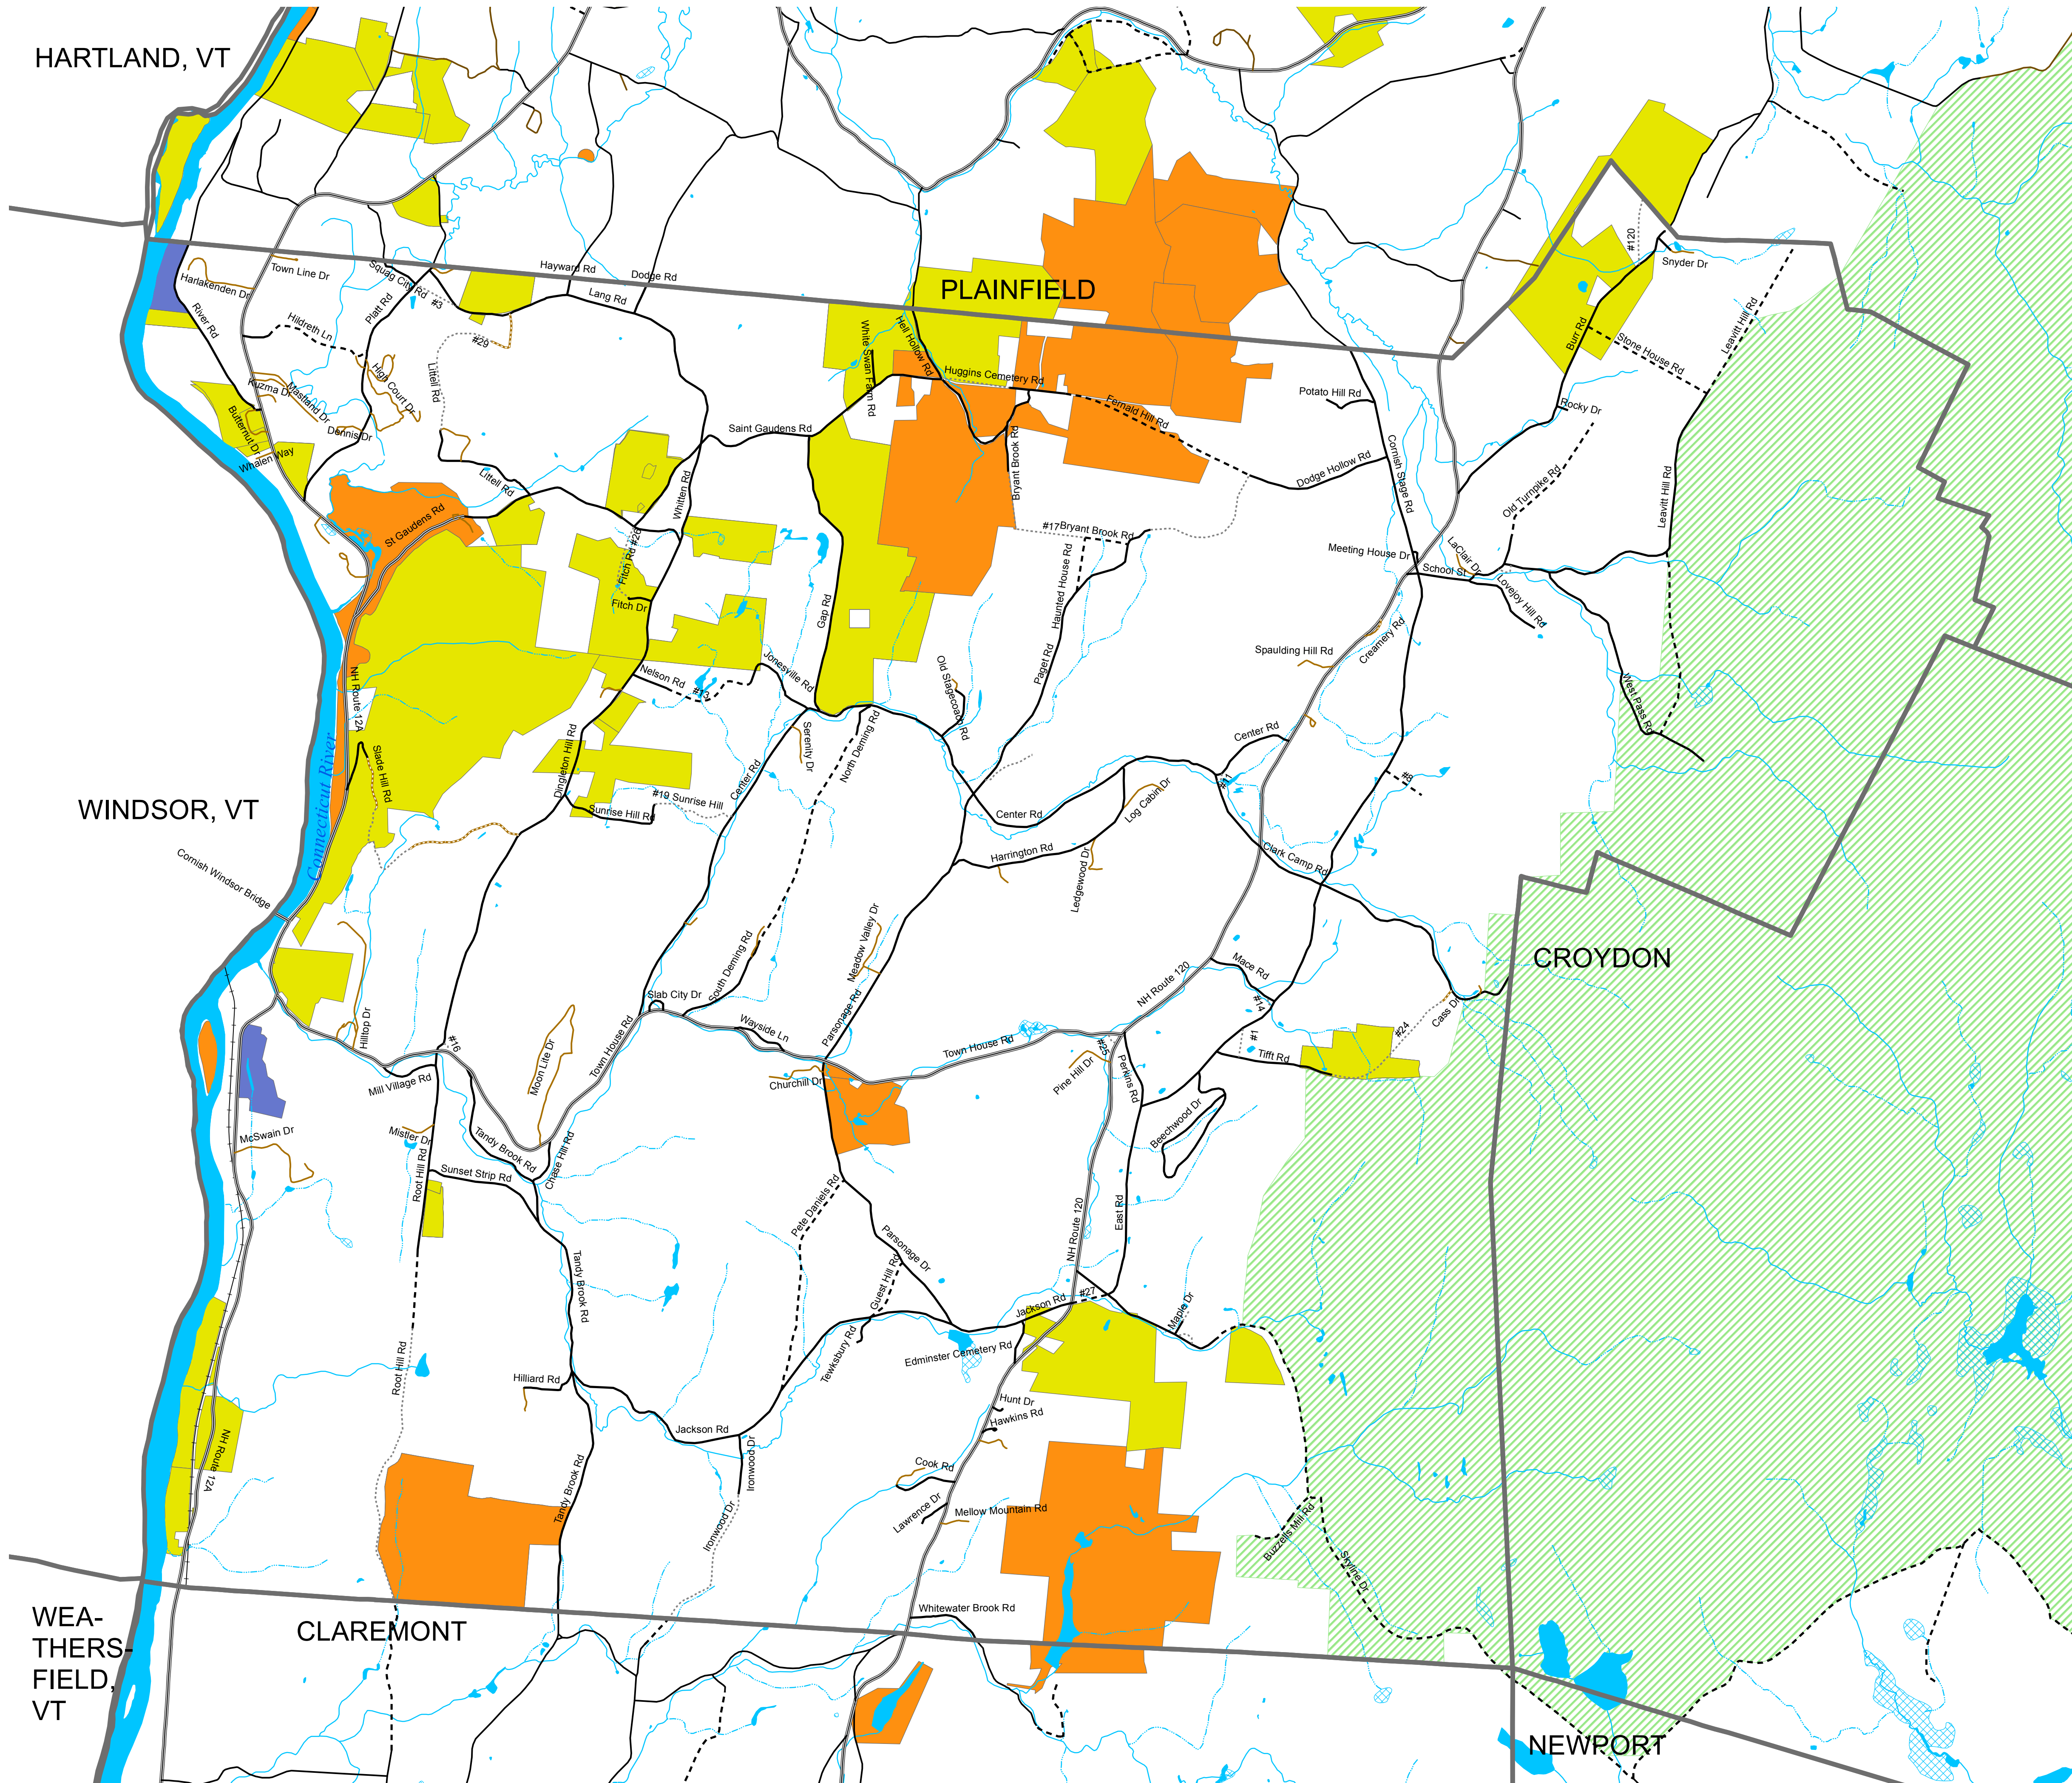 HARTLAND, VT
#120
Snyder Dr
Town Line Dr
Squag City Rd
#3
Hayward Rd
Dodge Rd
Lang Rd
PLAINFIELD
Harlakenden Dr
River Rd
Platt Rd
Hildreth Ln
#29
Littell Rd
High Court Dr
Kuzma Dr
Mastland Dr
Dennis Dr
Butternut Dr
Whalen Way
White Swan Farm Rd
Hell Hollow Rd
Huggins Cemetery Rd
Fernald Hill Rd
Potato Hill Rd
Burr Rd
Stone House Rd
Leavitt Hill Rd
Rocky Dr
Saint Gaudens Rd
Bryant Brook Rd
Dodge Hollow Rd
Cornish Stage Rd
Old Turnpike Rd
Leavitt Hill Rd
Littell Rd
Whitten Rd
St Gaudens Rd
Fitch Rd #26
Fitch Dr
#17
Bryant Brook Rd
Haunted House Rd
Meeting House Dr
LaClair Dr
School St
Lovejoy Hill Rd
Gap Rd
Creamery Rd
Spaulding Hill Rd
Paget Rd
Old Stagecoach Rd
Jonesville Rd
Nelson Rd
#13
NH Route 12A
West Pass Rd
Serenity Dr
North Deming Rd
Center Rd
Slade Hill Rd
Dingleton Hill Rd
Center Rd
#19 Sunrise Hill
Sunrise Hill Rd
#11
#8
Log Cabin Dr
Center Rd
WINDSOR, VT
Connecticut River
Cornish Windsor Bridge
Harrington Rd
Ledgewood Dr
Clark Camp Rd
Meadow Valley Dr
South Deming Rd
CROYDON
Mace Rd
NH Route 120
#14
Slab City Dr
Wayside Ln
Parsonage Rd
Town House Rd
Hilltop Dr
#16
Moon Lite Dr
Town House Rd
#25
#1
#24
Cass Dr
Tifft Rd
Pine Hill Dr
Perkins Rd
Mill Village Rd
Churchill Dr
McSwain Dr
Mistler Dr
Tandy Brook Rd
Chase Hill Rd
Beechwood Dr
Root Hill Rd
Sunset Strip Rd
Pete Daniels Rd
East Rd
NH Route 120
Parsonage Dr
Tandy Brook Rd
Guest Hill Rd
#27
Jackson Rd
Maple Dr
Tewksbury Rd
Edminster Cemetery Rd
Root Hill Rd
Hilliard Rd
Hunt Dr
Hawkins Rd
Jackson Rd
NH Route 12A
Ironwood Dr
Cook Rd
Tandy Brook Rd
Lawrence Dr
Mellow Mountain Rd
Ironwood Dr
Buzzells Mill Rd
Skyline Dr
Whitewater Brook Rd
WEA-
THERS-
FIELD,
VT
CLAREMONT
NEWPORT